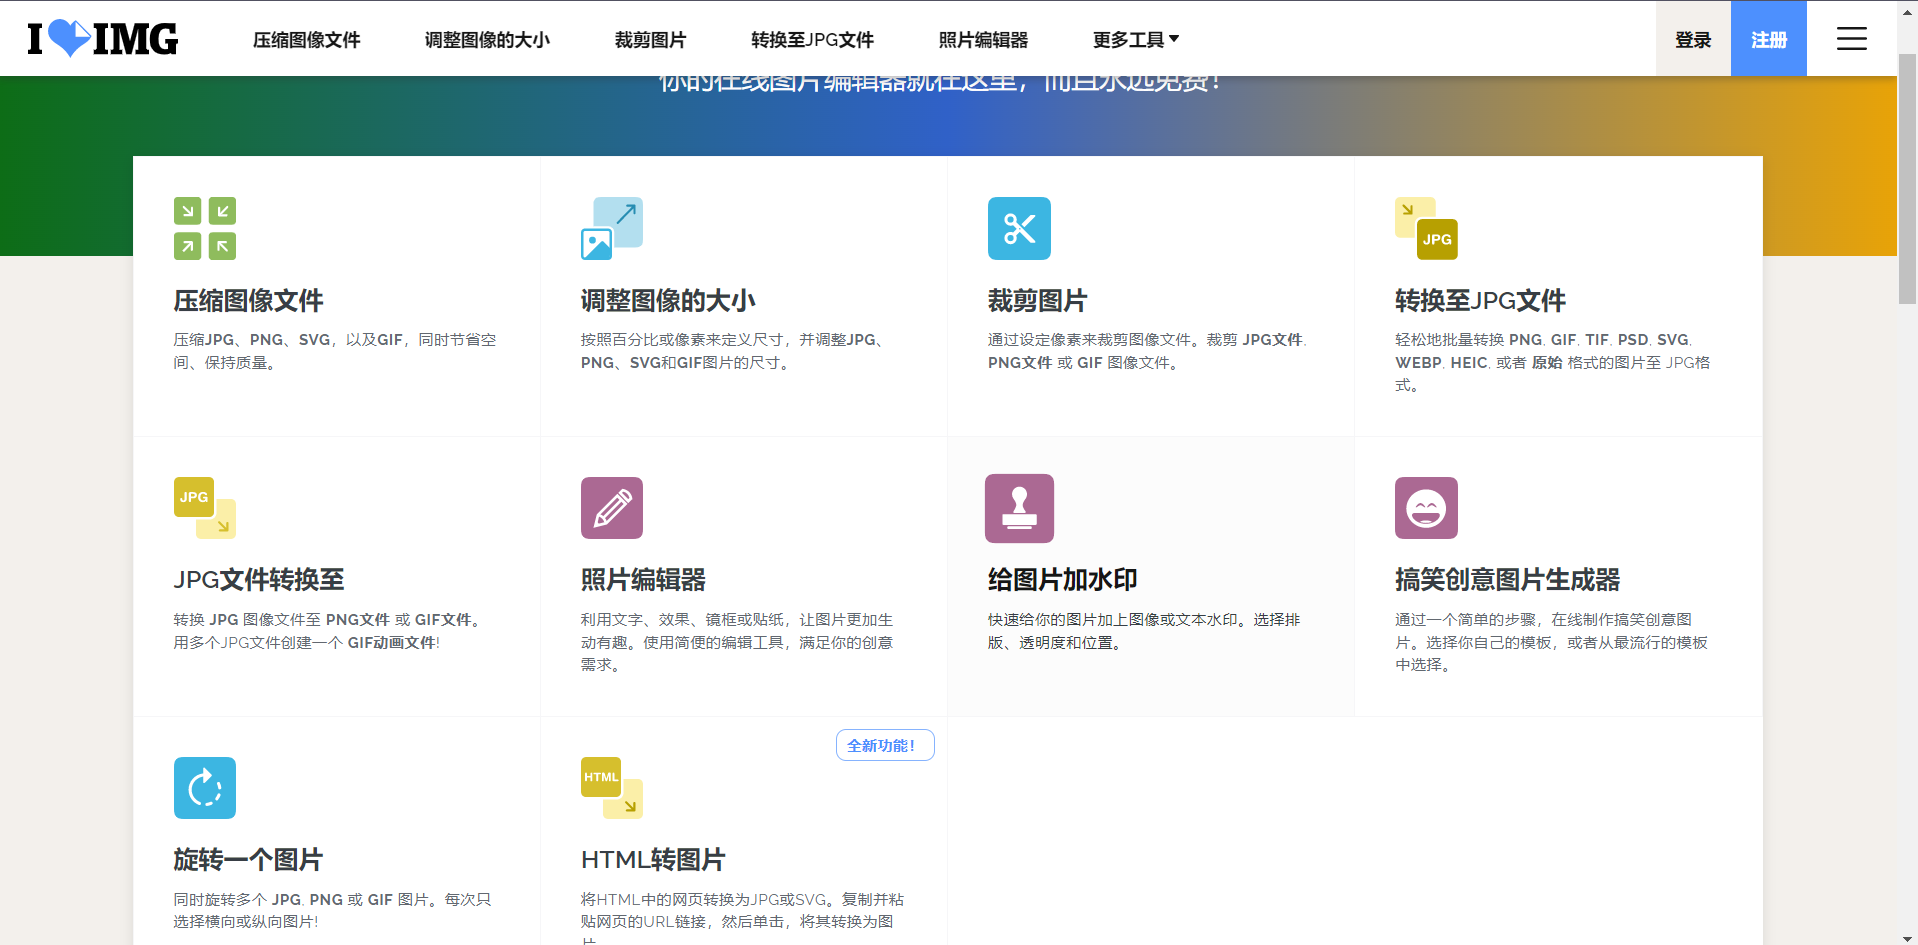 I IMG
压缩图像文件
调整图像的大小
裁剪图片
转换至JPG文件
照片编辑器
更多工具
登录
注册
你的在线图片编辑器就在这里，而且永远免费！
压缩图像文件
压缩JPG、PNG、SVG，以及GIF，同时节省空
间、保持质量。
调整图像的大小
按照百分比或像素来定义尺寸，并调整JPG、
PNG、SVG和GIF图片的尺寸。
裁剪图片
通过设定像素来裁剪图像文件。裁剪 JPG文件,
PNG文件 或 GIF 图像文件。
JPG
转换至JPG文件
轻松地批量转换 PNG, GIF, TIF, PSD, SVG,
WEBP, HEIC, 或者 原始 格式的图片至 JPG格
式。
JPG
JPG文件转换至
转换 JPG 图像文件至 PNG文件 或 GIF文件。
用多个JPG文件创建一个 GIF动画文件!
照片编辑器
利用文字、效果、镜框或贴纸，让图片更加生
动有趣。使用简便的编辑工具，满足你的创意
需求。
给图片加水印
快速给你的图片加上图像或文本水印。选择排
版、透明度和位置。
搞笑创意图片生成器
通过一个简单的步骤，在线制作搞笑创意图
片。选择你自己的模板，或者从最流行的模板
中选择。
旋转一个图片
同时旋转多个 JPG, PNG 或 GIF 图片。每次只
选择横向或纵向图片!
全新功能！
HTML
HTML转图片
将HTML中的网页转换为JPG或SVG。复制并粘
贴网页的URL链接，然后单击，将其转换为图
片